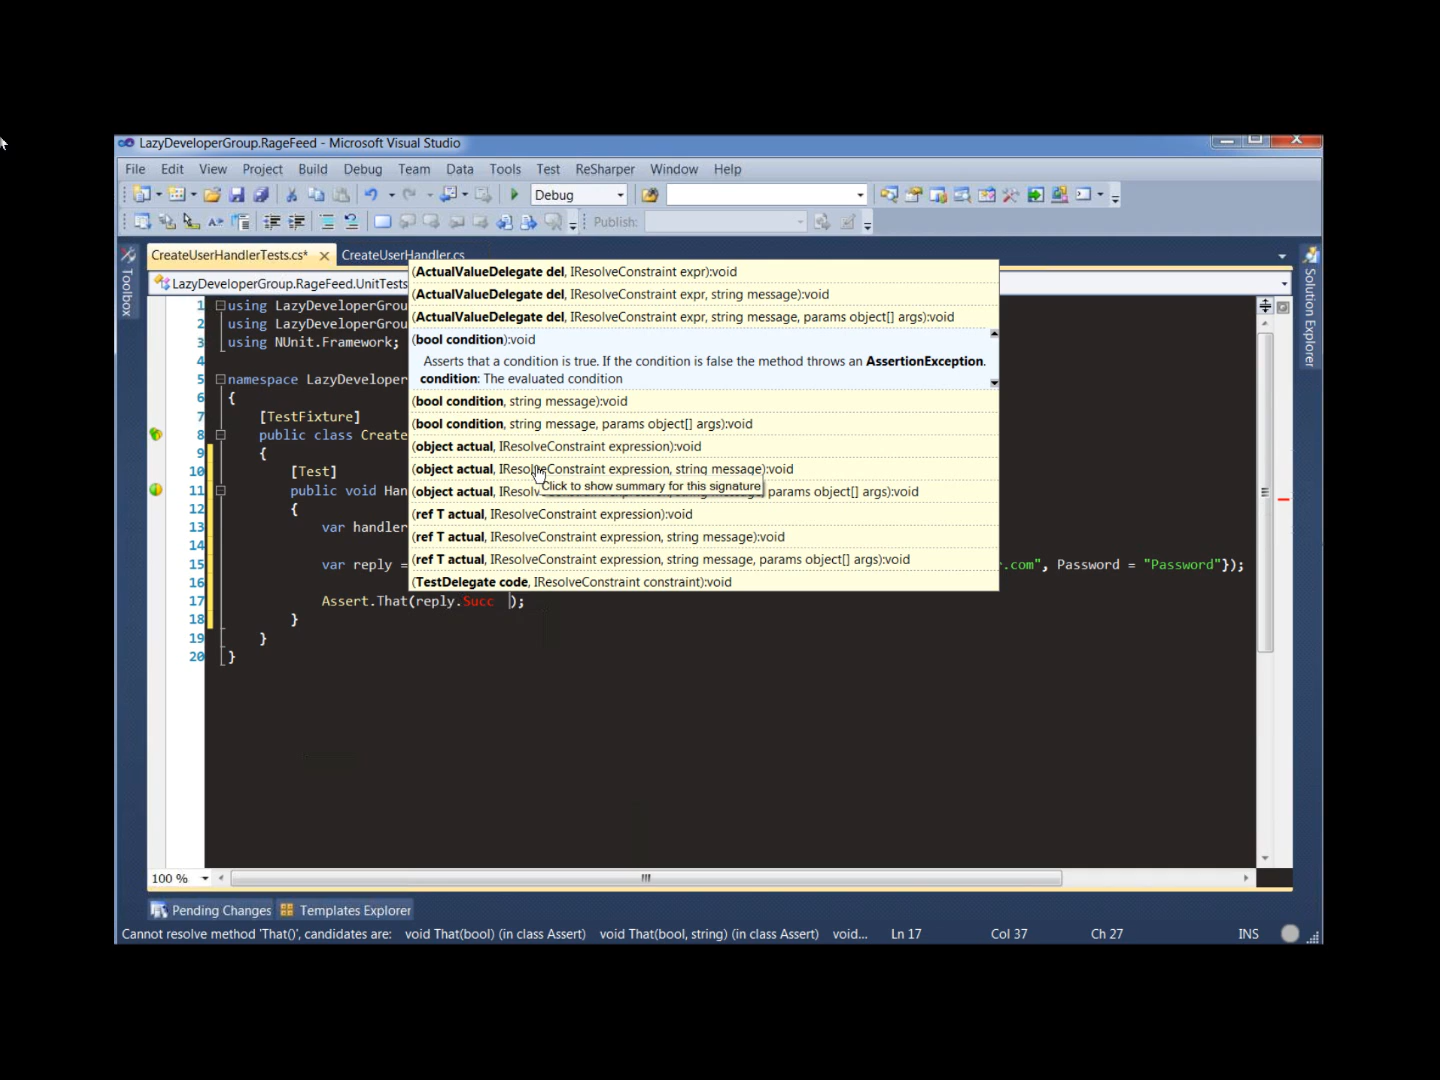 LazyDeveloperGroup.RageFeed - Microsoft Visual Studio
File Edit View Project Build Debug Team Data Tools Test ReSharper Window Help
Debug
Publish:
CreateUserHandlerTests.cs* CreateUserHandler.cs
Toolbox
LazyDeveloperGroup.RageFeed.UnitTests
Solution Explorer
(ActualValueDelegate del, IResolveConstraint expr):void
(ActualValueDelegate del, IResolveConstraint expr, string message):void
(ActualValueDelegate del, IResolveConstraint expr, string message, params object[] args):void
(bool condition):void
Asserts that a condition is true. If the condition is false the method throws an AssertionException.
condition: The evaluated condition
(bool condition, string message):void
(bool condition, string message, params object[] args):void
(object actual, IResolveConstraint expression):void
(object actual, IResolveConstraint expression, string message):void
Click to show summary for this signature
(object actual, params object[] args):void
(ref T actual, IResolveConstraint expression):void
(ref T actual, IResolveConstraint expression, string message):void
(ref T actual, IResolveConstraint expression, string message, params object[] args):void
(TestDelegate code, IResolveConstraint constraint):void
1 using LazyDeveloperGrou
2 using LazyDeveloperGrou
3 using NUnit.Framework;
4
5 namespace LazyDeveloper
6 {
7 [TestFixture]
8 public class Create
9 {
10 [Test]
11 public void Han
12 {
13 var handler
14
15 var reply = .com", Password = "Password"});
16
17 Assert.That(reply.Succ );
18 }
19 }
20 }
100 %
Pending Changes Templates Explorer
Cannot resolve method 'That()', candidates are: void That(bool) (in class Assert) void That(bool, string) (in class Assert) void... Ln 17 Col 37 Ch 27 INS